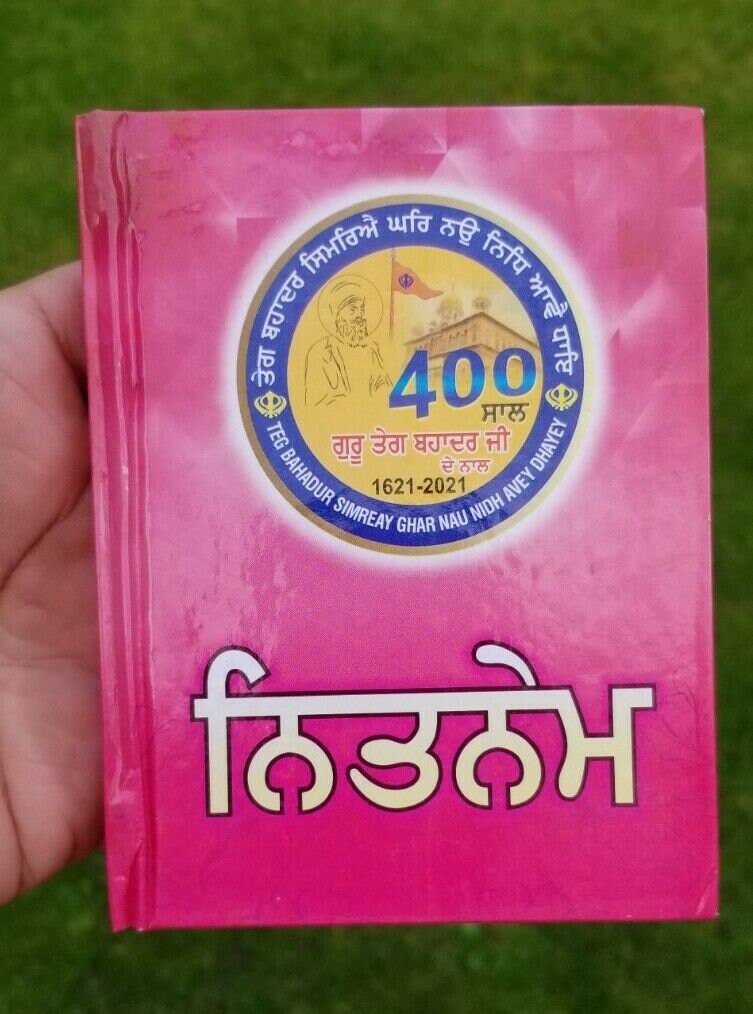 ਤੇਗ ਬਹਾਦਰ ਸਿਮਰਿਐ ਘਰਿ ਨਉ ਨਿਧਿ ਆਵੈ ਧਾਇ
400
ਸਾਲ
ਗੁਰੂ ਤੇਗ ਬਹਾਦਰ ਜੀ
ਦੇ ਨਾਲ
1621-2021
TEG BAHADUR SIMREAY GHAR NAU NIDH AVEY DHAYEY
ਨਿਤਨੇਮ